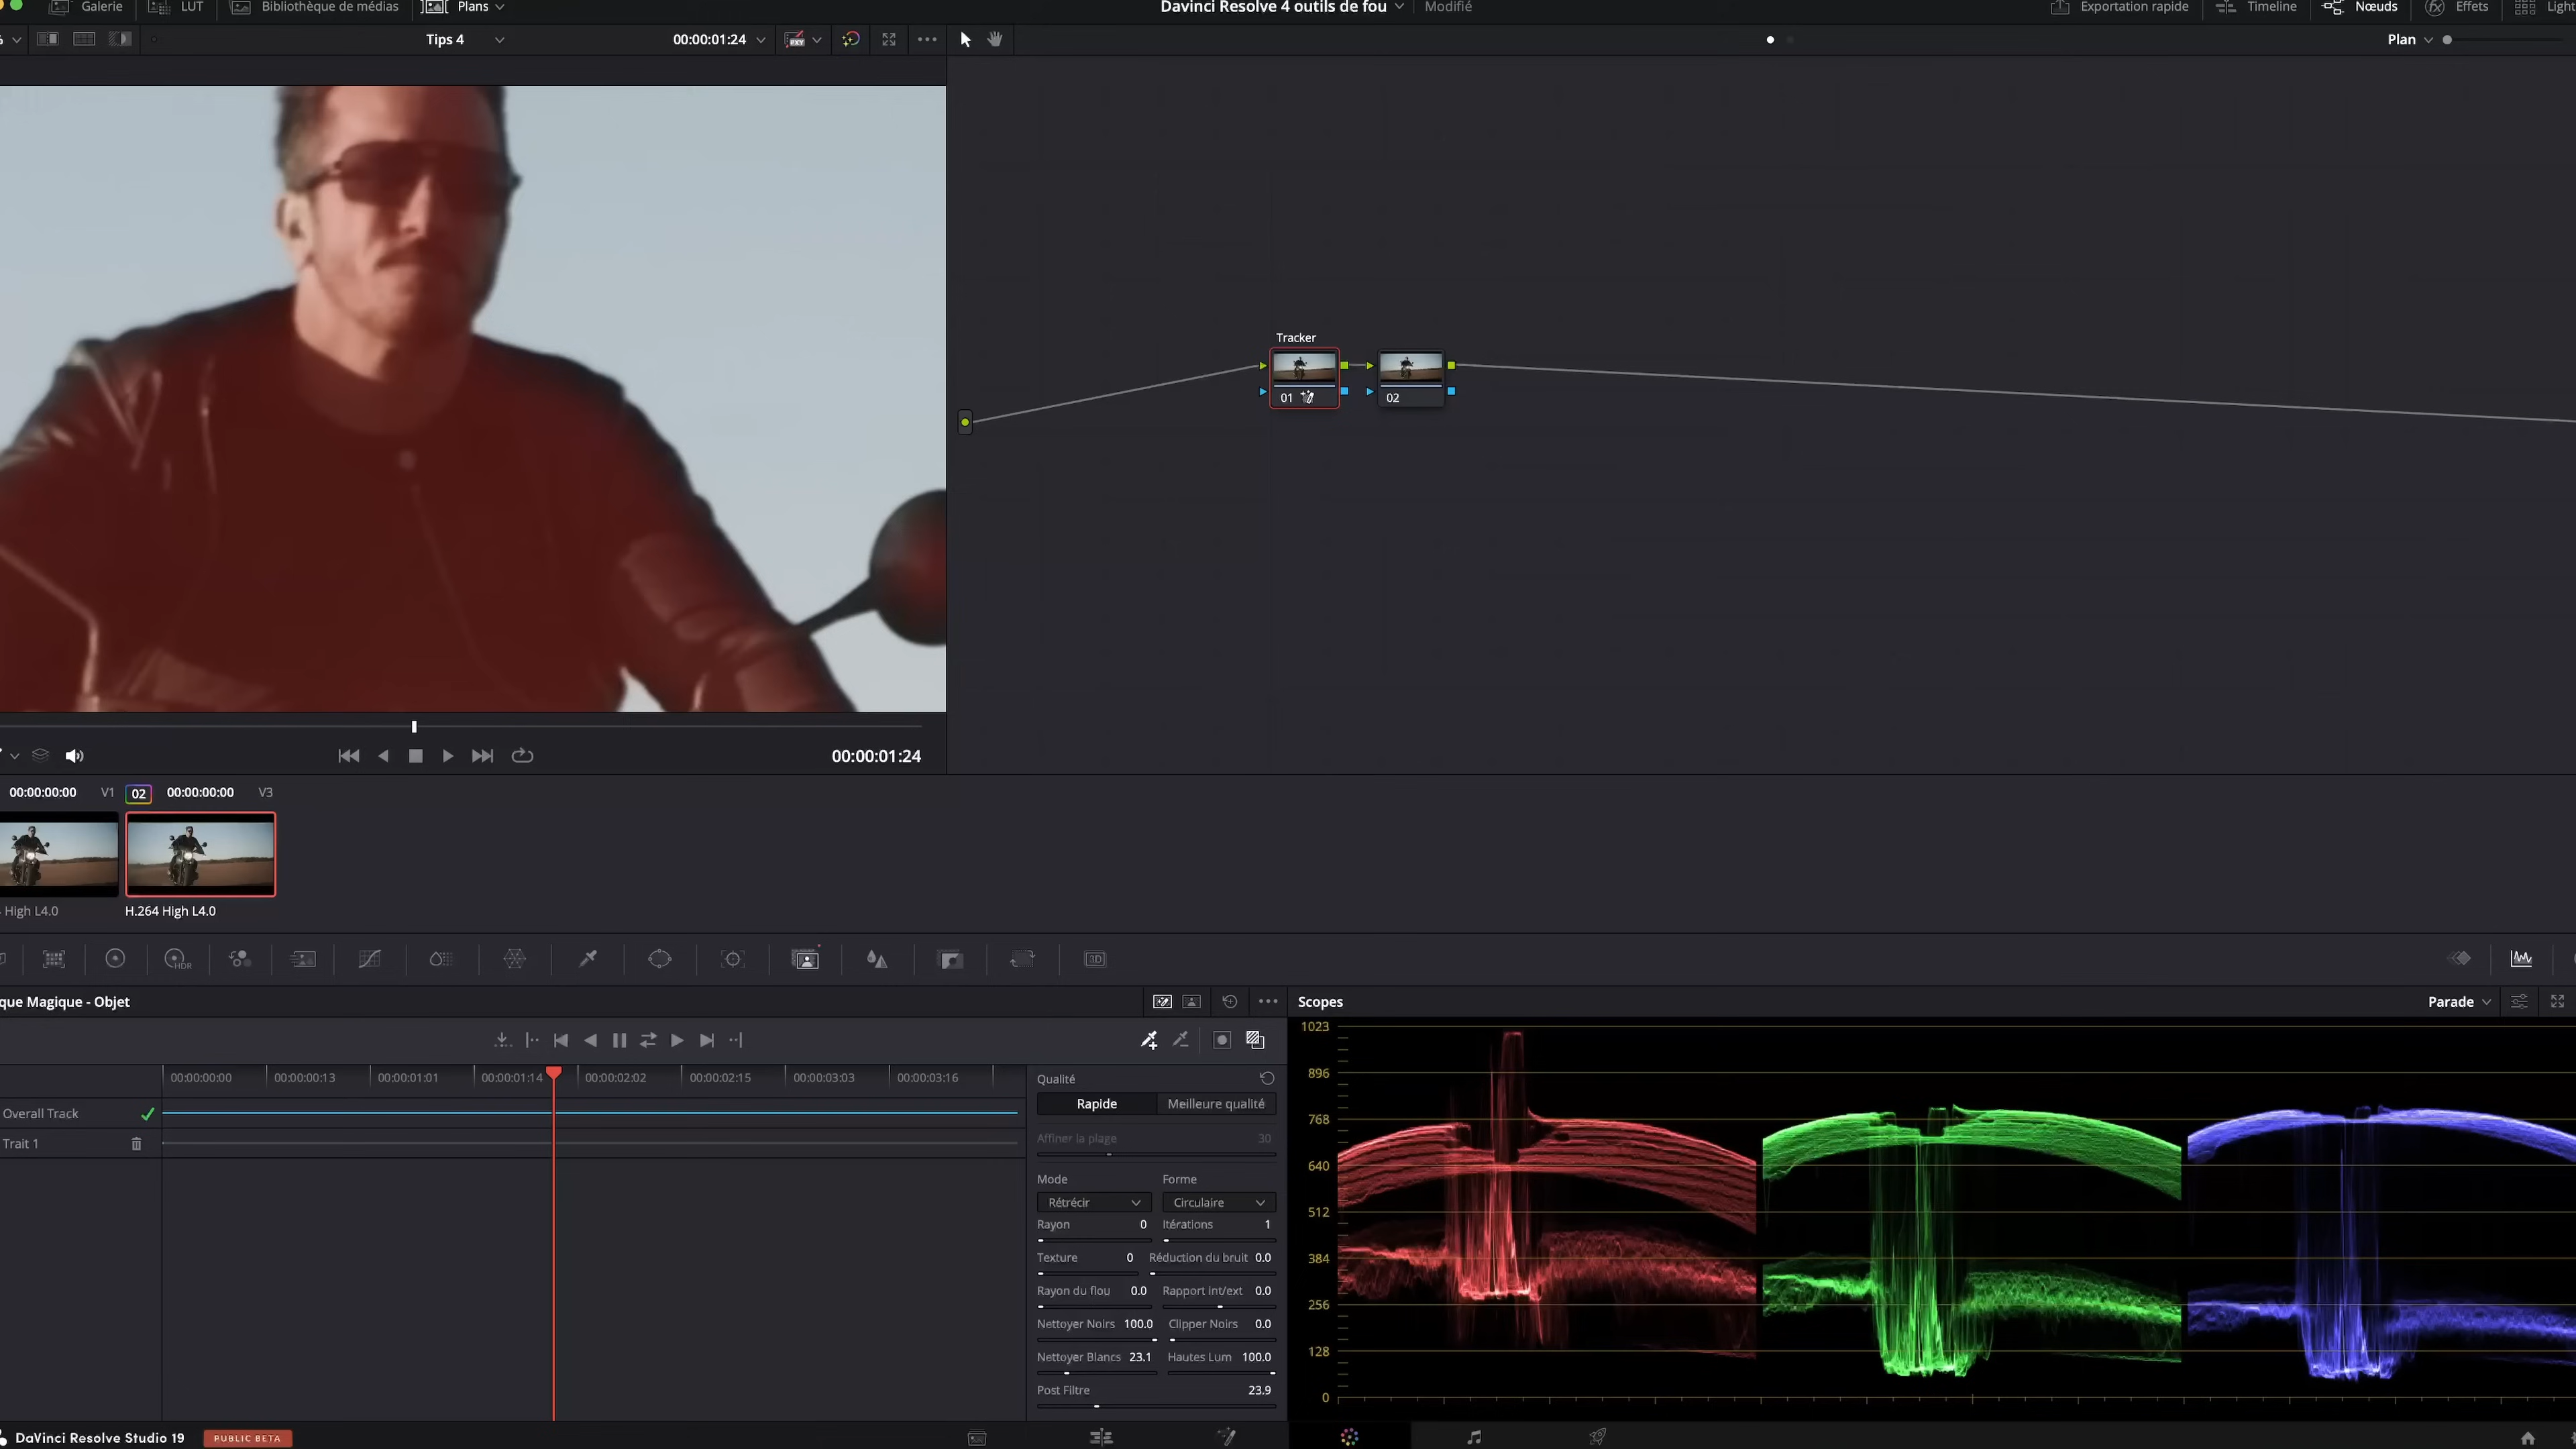 Galerie LUT Bibliothèque de médias Plans Davinci Resolve 4 outils de fou Modifié Exportation rapide Timeline Nœuds Effets Light
% Tips 4 00:00:01:24 Plan
Tracker
01 02
00:00:01:24
00:00:00:00 V1 02 00:00:00:00 V3
High L4.0 H.264 High L4.0
HDR 3D
que Magique - Objet Scopes Parade
00:00:00:00 00:00:00:13 00:00:01:01 00:00:01:14 00:00:02:02 00:00:02:15 00:00:03:03 00:00:03:16
Overall Track
Trait 1
Qualité
Rapide Meilleure qualité
Affiner la plage 30
Mode Forme
Rétrécir Circulaire
Rayon 0 Itérations 1
Texture 0 Réduction du bruit 0.0
Rayon du flou 0.0 Rapport Int/ext 0.0
Nettoyer Noirs 100.0 Clipper Noirs 0.0
Nettoyer Blancs 23.1 Hautes Lum 100.0
Post Filtre 23.9
1023
896
768
640
512
384
256
128
0
DaVinci Resolve Studio 19 PUBLIC BETA